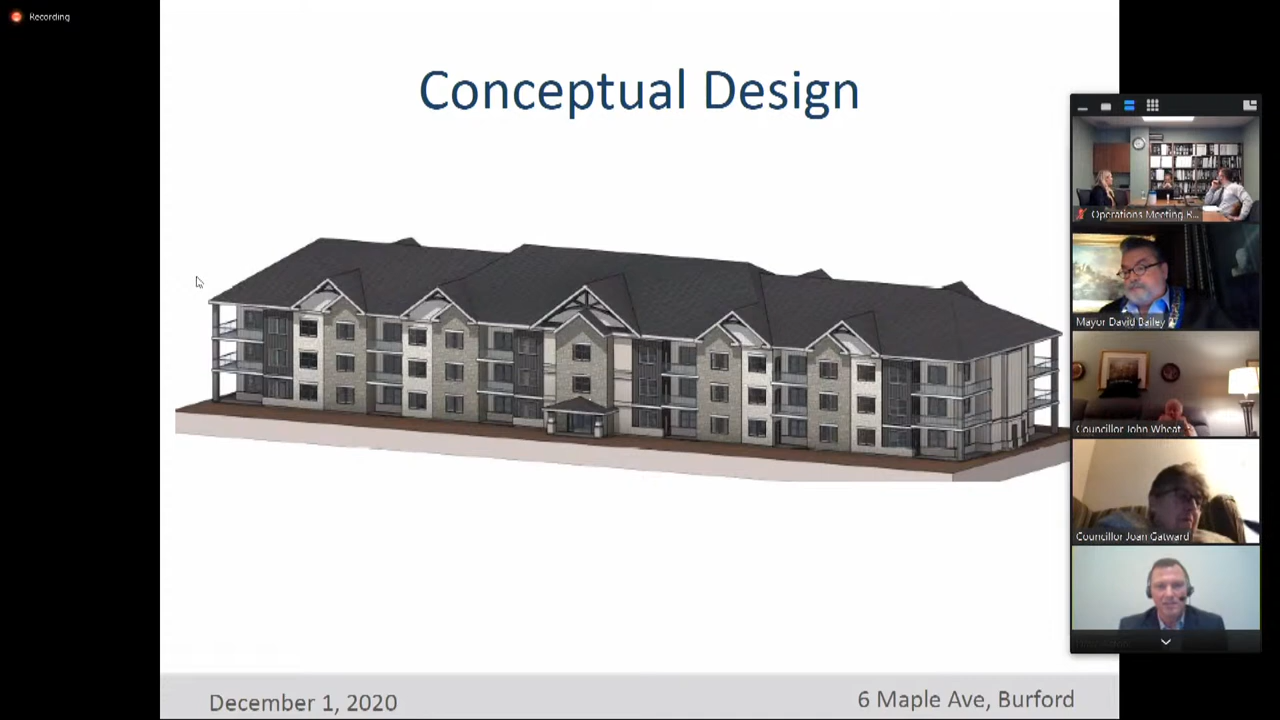 Recording
Conceptual Design
Operations Meeting R...
Mayor David Bailey
Councillor John Wheat
Councillor Joan Gatward
December 1, 2020
6 Maple Ave, Burford